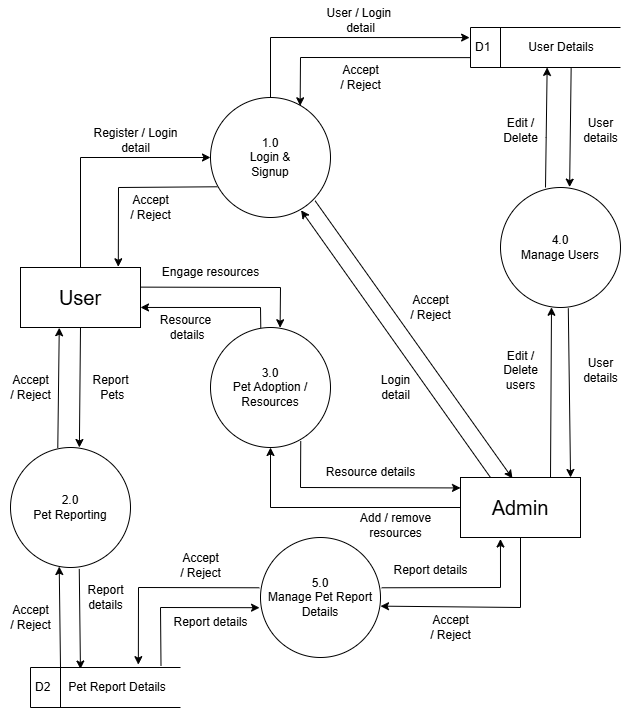 User / Login
detail
D1
User Details
Accept
/ Reject
Register / Login
detail
1.0
Login &
Signup
Edit /
Delete
User
details
Accept
/ Reject
4.0
Manage Users
User
Engage resources
Resource
details
Accept
/ Reject
Accept
/ Reject
Report
Pets
3.0
Pet Adoption /
Resources
Login
detail
Edit /
Delete
users
User
details
2.0
Pet Reporting
Resource details
Admin
Add / remove
resources
Accept
/ Reject
5.0
Manage Pet Report
Details
Report details
Report
details
Accept
/ Reject
Report details
Accept
/ Reject
D2
Pet Report Details